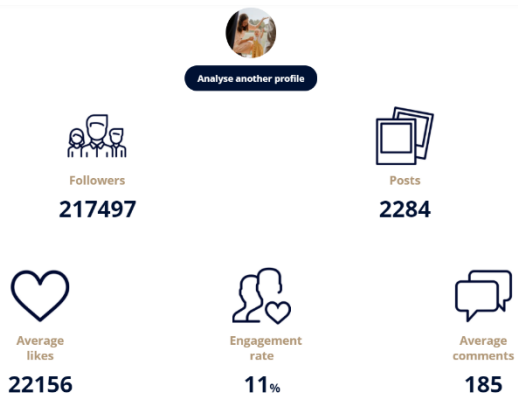 Analyse another profile
Followers
Posts
217497
2284
Average
likes
Engagement
rate
Average
comments
22156
11%
185